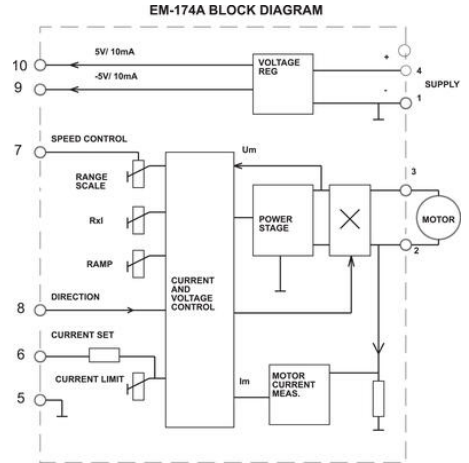 EM-174A BLOCK DIAGRAM
10
5V/ 10mA
9
-5V/ 10mA
VOLTAGE
REG
+
4
SUPPLY
-
1
7
SPEED CONTROL
RANGE
SCALE
RxI
RAMP
Um
POWER
STAGE
3
MOTOR
2
CURRENT
AND
VOLTAGE
CONTROL
8
DIRECTION
6
CURRENT SET
CURRENT LIMIT
5
Im
MOTOR
CURRENT
MEAS.